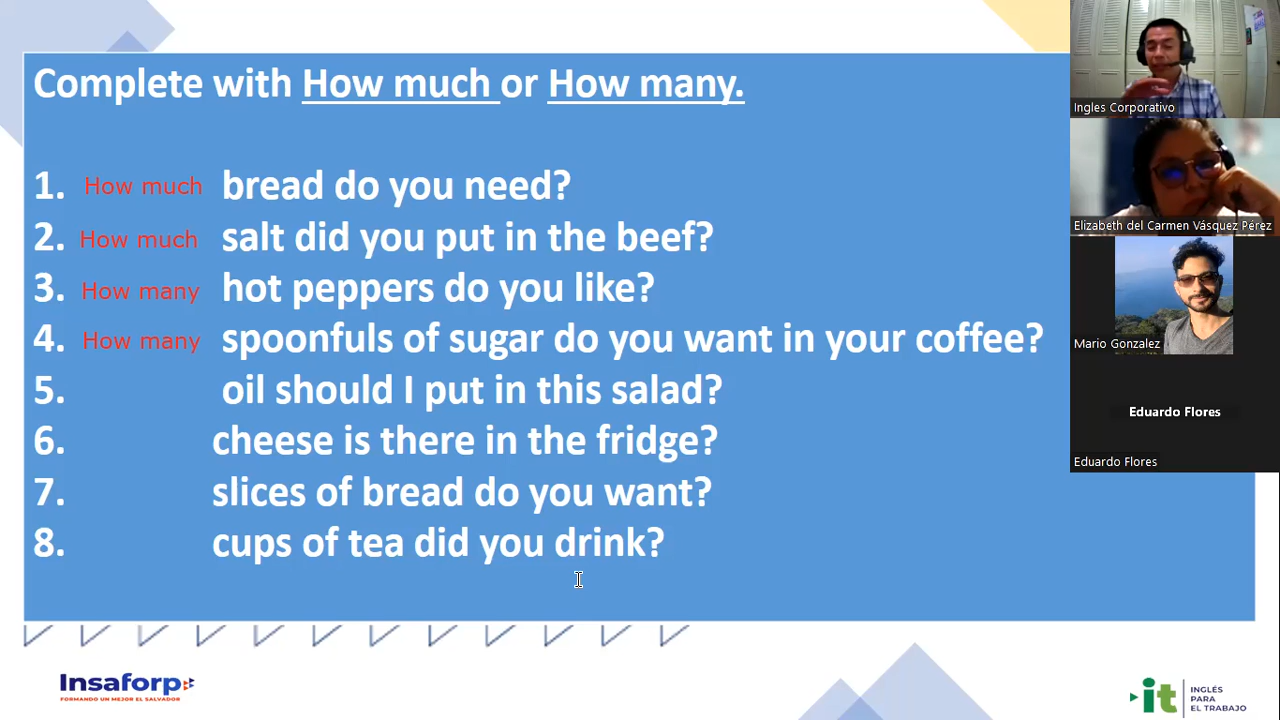 Complete with How much or How many.
1. How much bread do you need?
2. How much salt did you put in the beef?
3. How many hot peppers do you like?
4. How many spoonfuls of sugar do you want in your coffee?
5. oil should I put in this salad?
6. cheese is there in the fridge?
7. slices of bread do you want?
8. cups of tea did you drink?
Insaforp
FORMANDO UN MEJOR EL SALVADOR
it
INGLÉS
PARA
EL TRABAJO
Ingles Corporativo
Elizabeth del Carmen Vásquez Pérez
Mario Gonzalez
Eduardo Flores
Eduardo Flores